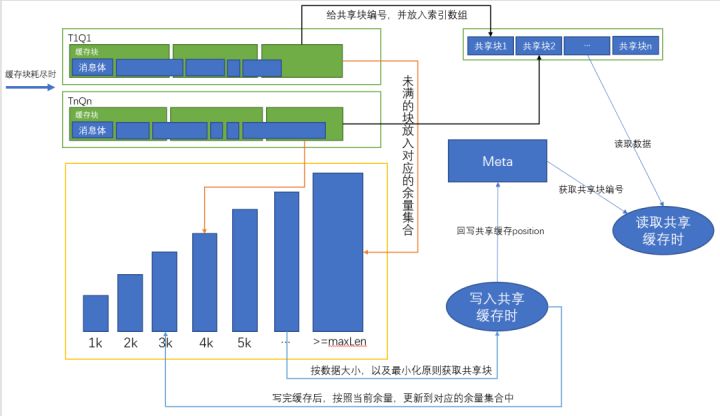 给共享块编号，并放入索引数组
T1Q1
缓存块
消息体
共享块1
共享块2
...
共享块n
缓存块耗尽时
TnQn
缓存块
消息体
未满的块放入对应的余量集合
读取数据
Meta
获取共享块编号
读取共享
缓存时
回写共享缓存position
写入共享
缓存时
1k
2k
3k
4k
5k
...
>=maxLen
按数据大小，以及最小化原则获取共享块
写完缓存后，按照当前余量，更新到对应的余量集合中